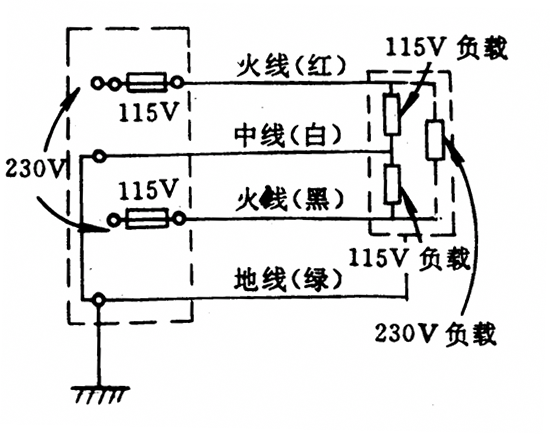 115V 负载
火线(红)
115V
中线(白)
230V
115V
火线(黑)
115V 负载
地线(绿)
230V 负载